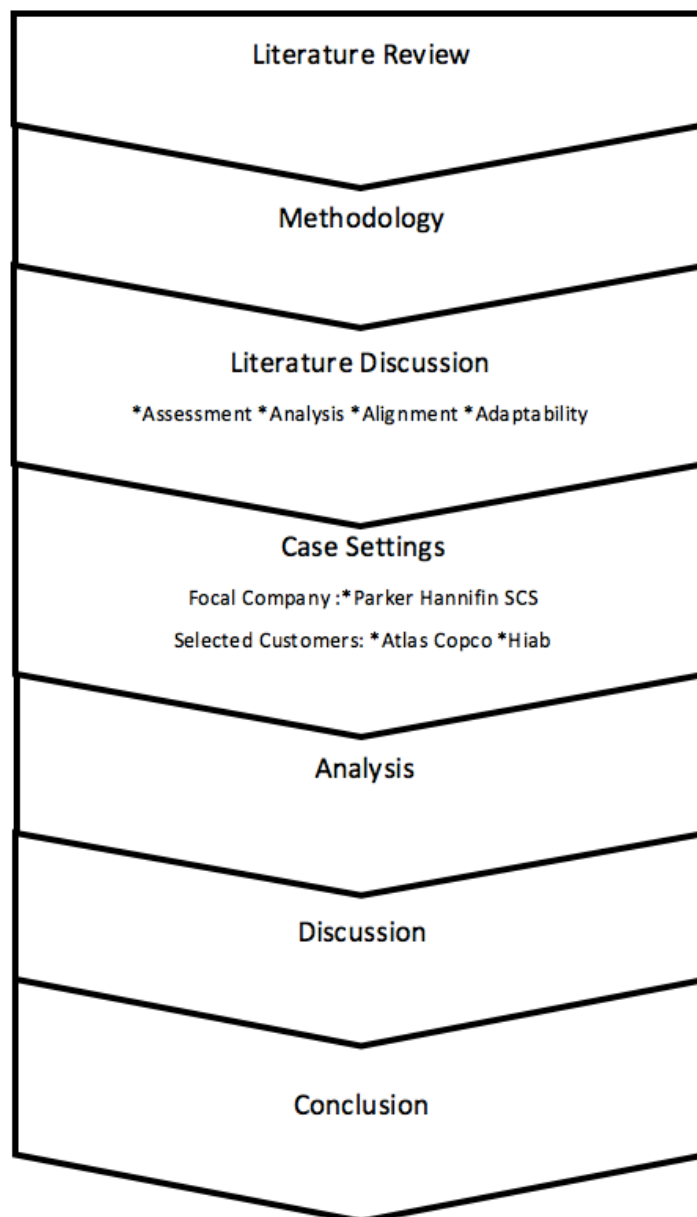 Literature Review
Methodology
Literature Discussion
*Assessment *Analysis *Alignment *Adaptability
Case Settings
Focal Company :*Parker Hannifin SCS
Selected Customers: *Atlas Copco *Hiab
Analysis
Discussion
Conclusion